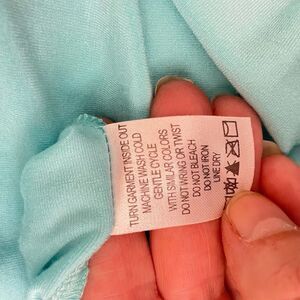 TURN GARMENT INSIDE OUT
MACHINE WASH COLD
GENTLE CYCLE
WITH SIMILAR COLORS
DO NOT WRING OR TWIST
DO NOT BLEACH
DO NOT IRON
LINE DRY